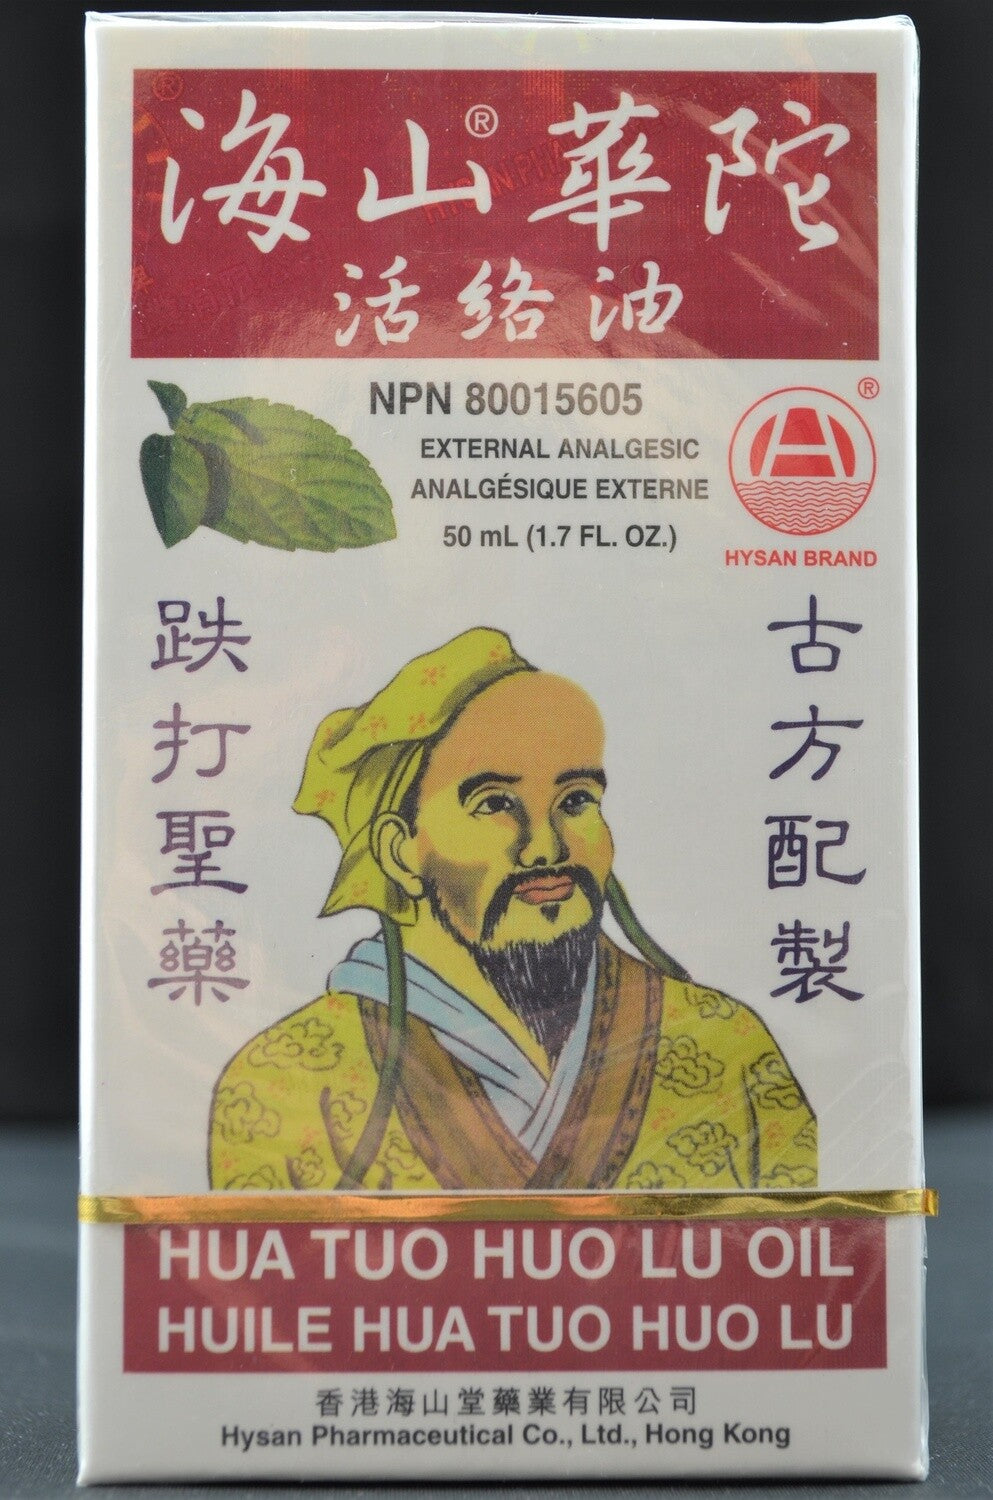 海山®華陀
活络油
NPN 80015605
EXTERNAL ANALGESIC
ANALGÉSIQUE EXTERNE
50 mL (1.7 FL. OZ.)
®
HYSAN BRAND
古方配製
跌打聖藥
HUA TUO HUO LU OIL
HUILE HUA TUO HUO LU
香港海山堂藥業有限公司
Hysan Pharmaceutical Co., Ltd., Hong Kong